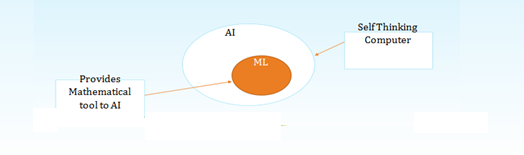 AI
Self Thinking
Computer
ML
Provides
Mathematical
tool to AI